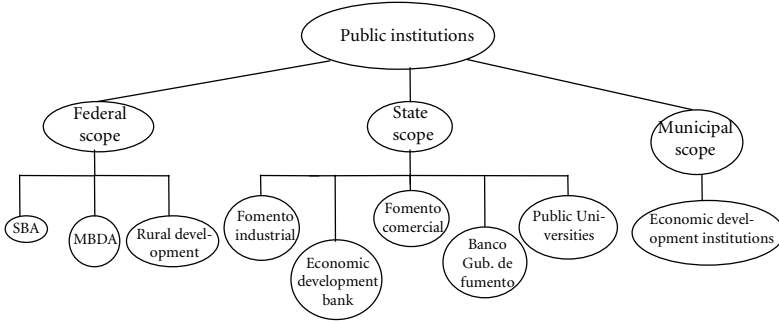 Public institutions
Federal
scope
State
scope
Municipal
scope
SBA
MBDA
Rural devel-
opment
Fomento
industrial
Economic
development
bank
Fomento
comercial
Banco
Gub. de
fumento
Public Uni-
versities
Economic devel-
opment institutions